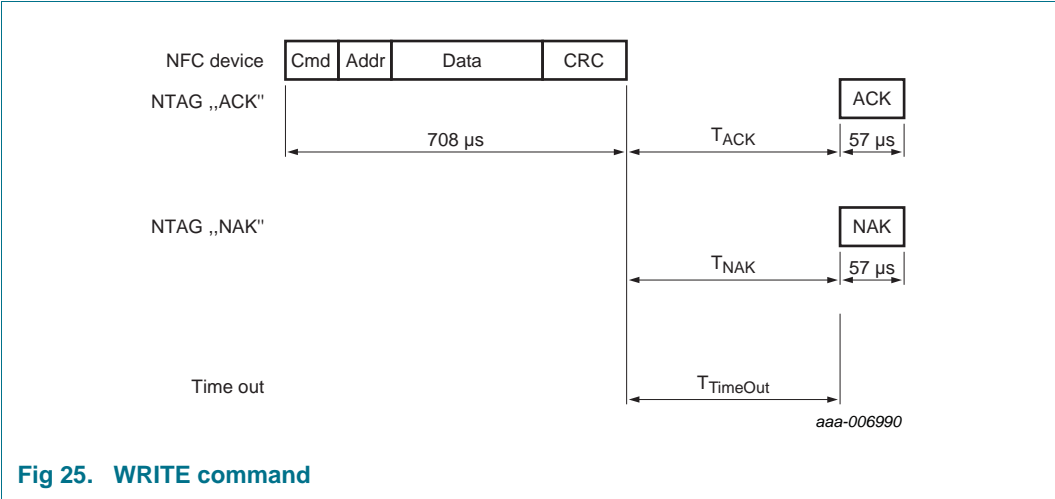 NFC device Cmd Addr Data CRC
NTAG ,,ACK" ACK
708 µs TACK 57 µs
NTAG ,,NAK" NAK
TNAK 57 µs
Time out TTimeOut
aaa-006990
Fig 25. WRITE command